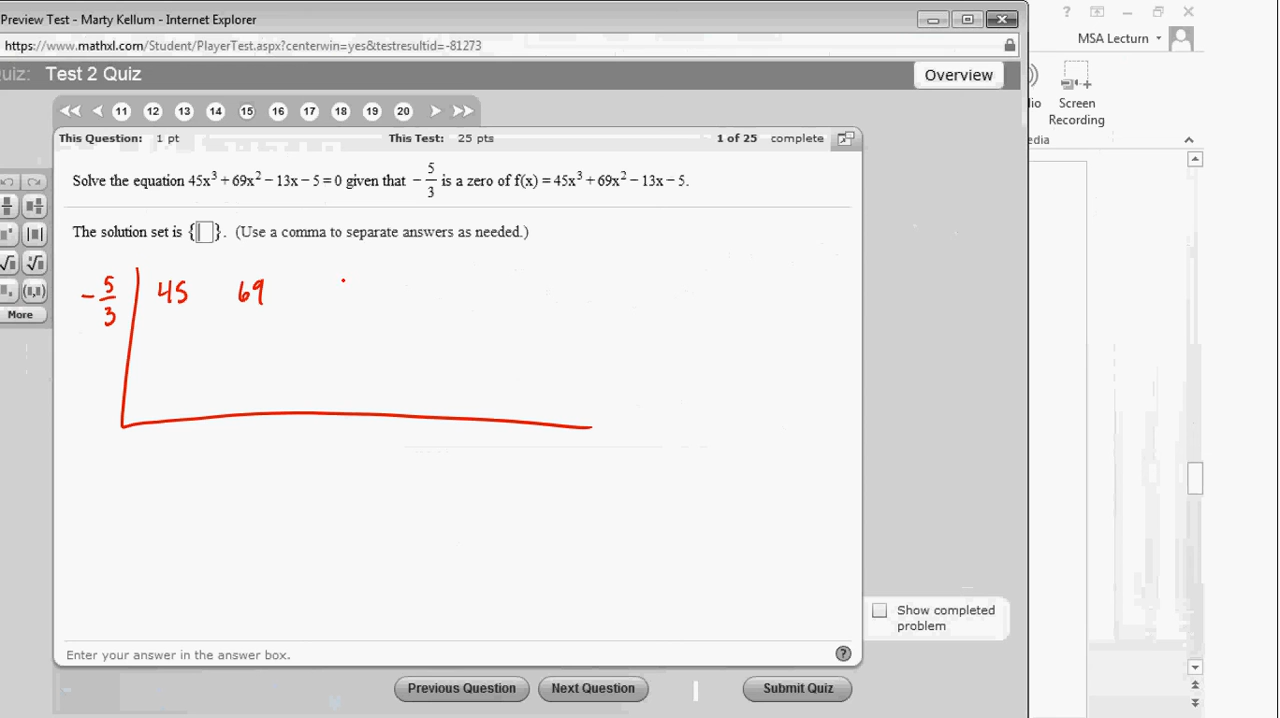 Preview Test - Marty Kellum - Internet Explorer
https://www.mathxl.com/Student/PlayerTest.aspx?centerwin=yes&testresultid=-81273
MSA Lecturn
uiz: Test 2 Quiz
Overview
dio
Screen
Recording
edia
11 12 13 14 15 16 17 18 19 20
This Question: 1 pt This Test: 25 pts 1 of 25 complete
Solve the equation 45x³ + 69x² − 13x − 5 = 0 given that −5/3 is a zero of f(x) = 45x³ + 69x² − 13x − 5.
The solution set is { }. (Use a comma to separate answers as needed.)
−5/3 45 69
More
Show completed
problem
Enter your answer in the answer box.
Previous Question Next Question Submit Quiz